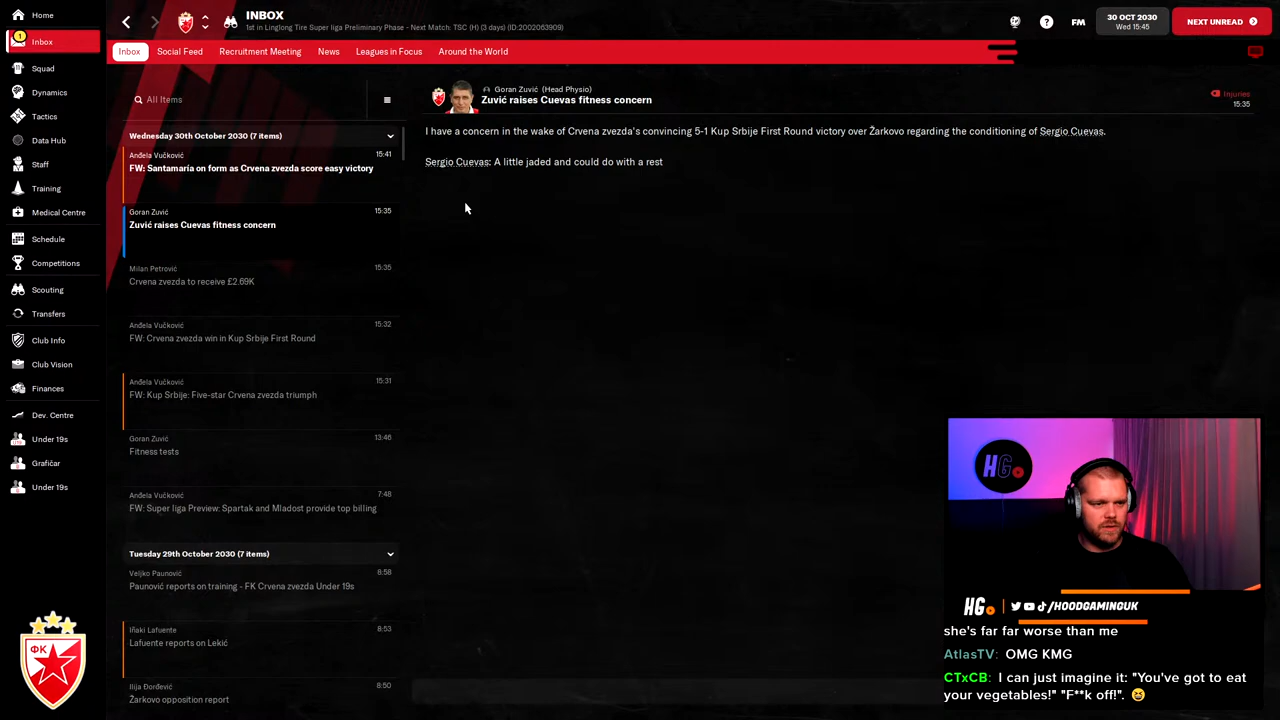 Home
1
Inbox
Squad
Dynamics
Tactics
Data Hub
Staff
Training
Medical Centre
Schedule
Competitions
Scouting
Transfers
Club Info
Club Vision
Finances
Dev. Centre
Under 19s
Grafičar
Under 19s
ФК
INBOX
1st in Linglong Tire Super liga Preliminary Phase - Next Match: TSC (H) (3 days) (ID:2002063909)
FM
30 OCT 2030
Wed 15:45
NEXT UNREAD
Inbox
Social Feed
Recruitment Meeting
News
Leagues in Focus
Around the World
All Items
Wednesday 30th October 2030 (7 items)
Anđela Vučković 15:41
FW: Santamaría on form as Crvena zvezda score easy victory
Goran Zuvić 15:35
Zuvić raises Cuevas fitness concern
Milan Petrović 15:35
Crvena zvezda to receive £2.69K
Anđela Vučković 15:32
FW: Crvena zvezda win in Kup Srbije First Round
Anđela Vučković 15:31
FW: Kup Srbije: Five-star Crvena zvezda triumph
Goran Zuvić 13:46
Fitness tests
Anđela Vučković 7:48
FW: Super liga Preview: Spartak and Mladost provide top billing
Tuesday 29th October 2030 (7 items)
Veljko Paunović 8:58
Paunović reports on training - FK Crvena zvezda Under 19s
Iñaki Lafuente 8:53
Lafuente reports on Lekić
Ilija Đorđević 8:50
Žarkovo opposition report
Goran Zuvić (Head Physio)
Zuvić raises Cuevas fitness concern
Injuries
15:35
I have a concern in the wake of Crvena zvezda's convincing 5-1 Kup Srbije First Round victory over Žarkovo regarding the conditioning of Sergio Cuevas.
Sergio Cuevas: A little jaded and could do with a rest
HG
HG
/HOODGAMINGUK
she's far far worse than me
AtlasTV: OMG KMG
CTxCB: I can just imagine it: "You've got to eat
your vegetables!" "F**k off!". 😆